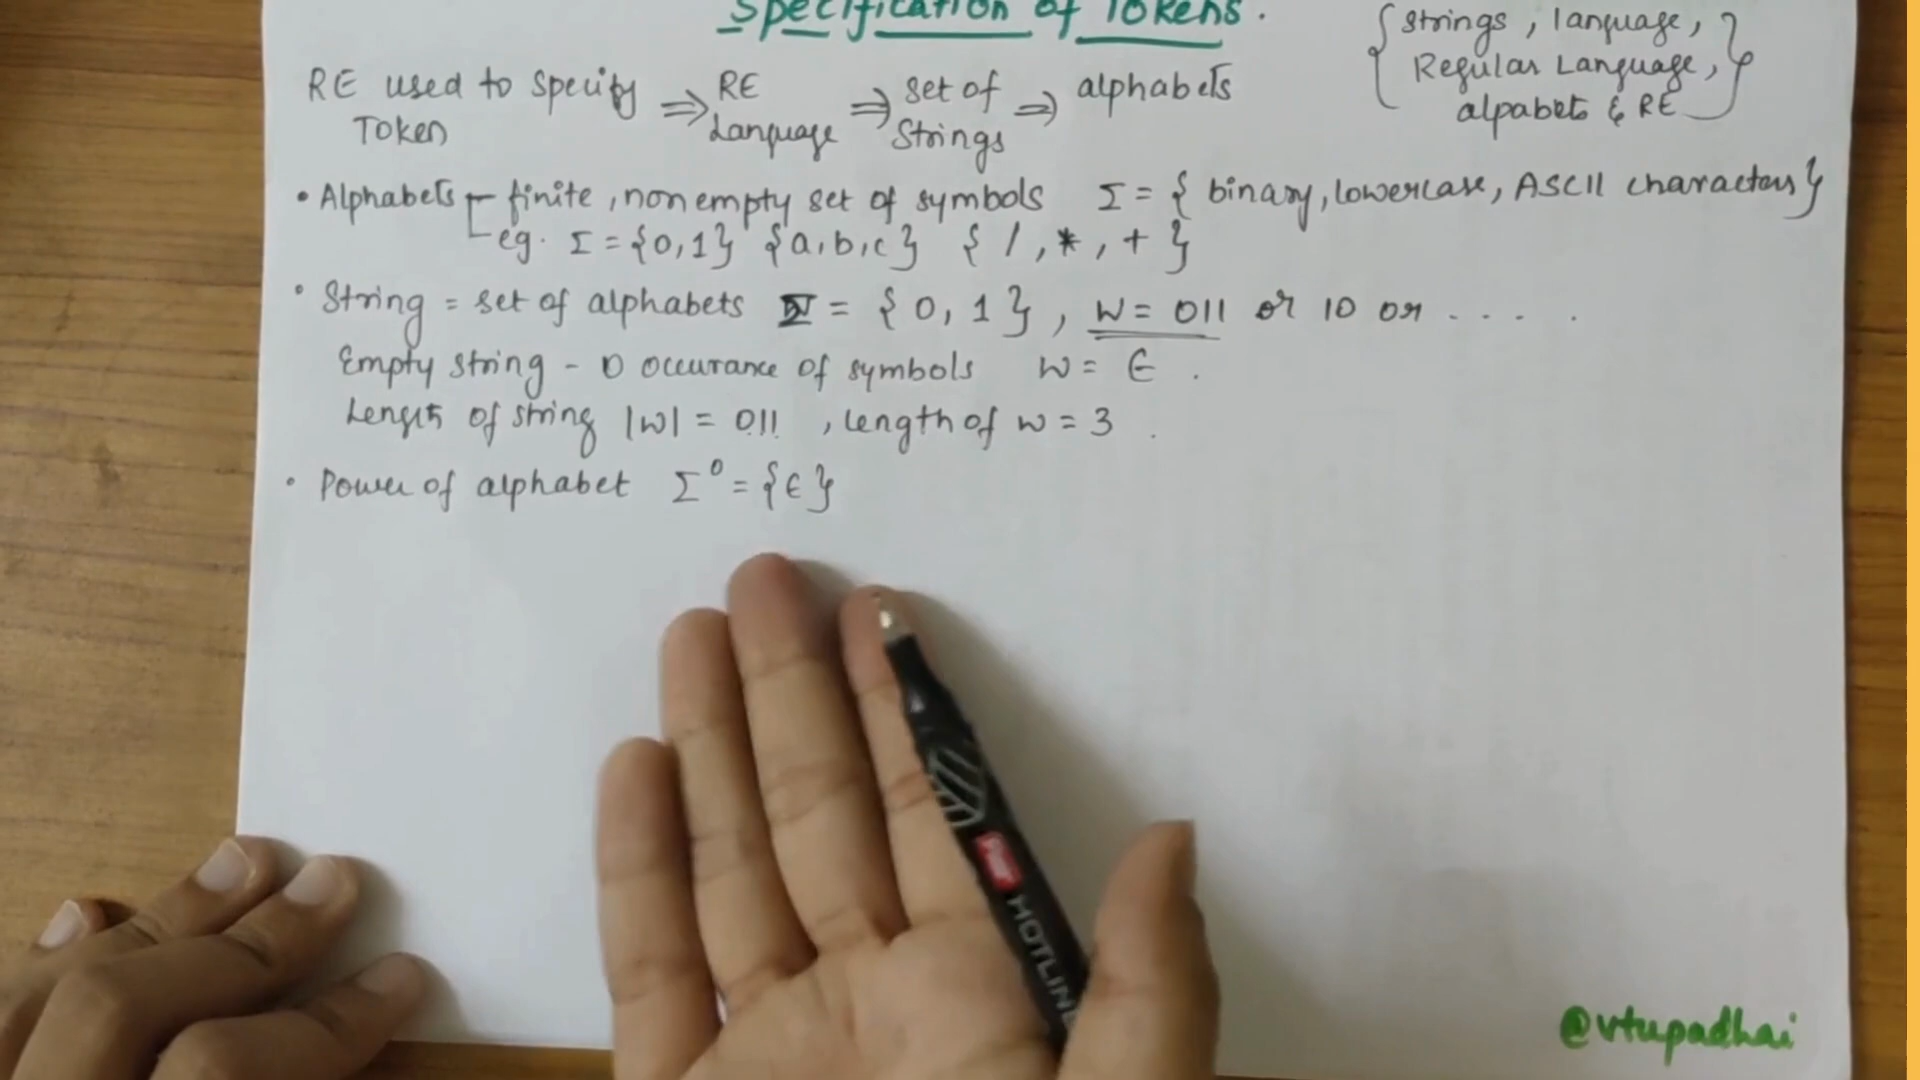 Specification of Tokens.
{ strings, language,
Regular Language,
alpabets & RE }
RE used to specify Token ⇒ RE Language ⇒ set of Strings ⇒ alphabets
• Alphabets - finite, non empty set of symbols Σ = { binary, lowercase, ASCII characters }
eg. Σ = {0,1} {a,b,c} { /, *, + }
• String = set of alphabets Σ = { 0, 1 }, W = 011 or 10 or ....
Empty string - 0 occurance of symbols w = ϵ .
Length of string |w| = 011 , length of w = 3 .
• Power of alphabet Σ⁰ = {ϵ}
HOTLINE
@vtupadhai